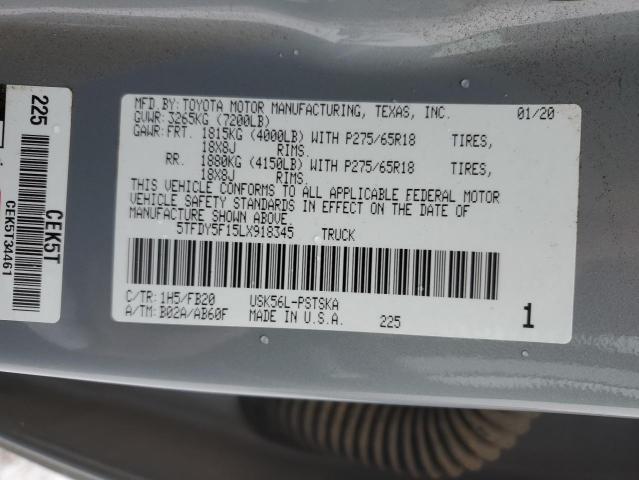 MFD.BY: TOYOTA MOTOR MANUFACTURING, TEXAS, INC. 01/20
GVWR: 3265KG (7200LB)
GAWR: FRT. 1815KG (4000LB) WITH P275/65R18 TIRES,
18X8J RIMS.
RR. 1880KG (4150LB) WITH P275/65R18 TIRES,
18X8J RIMS.
THIS VEHICLE CONFORMS TO ALL APPLICABLE FEDERAL MOTOR
VEHICLE SAFETY STANDARDS IN EFFECT ON THE DATE OF
MANUFACTURE SHOWN ABOVE.
5TFDY5F15LX918345 TRUCK
C/TR: 1H5/FB20 USK56L-PSTSKA
A/TM: B02A/AB60F MADE IN U.S.A. 225 1
225
CEK5T
CEK5T34461